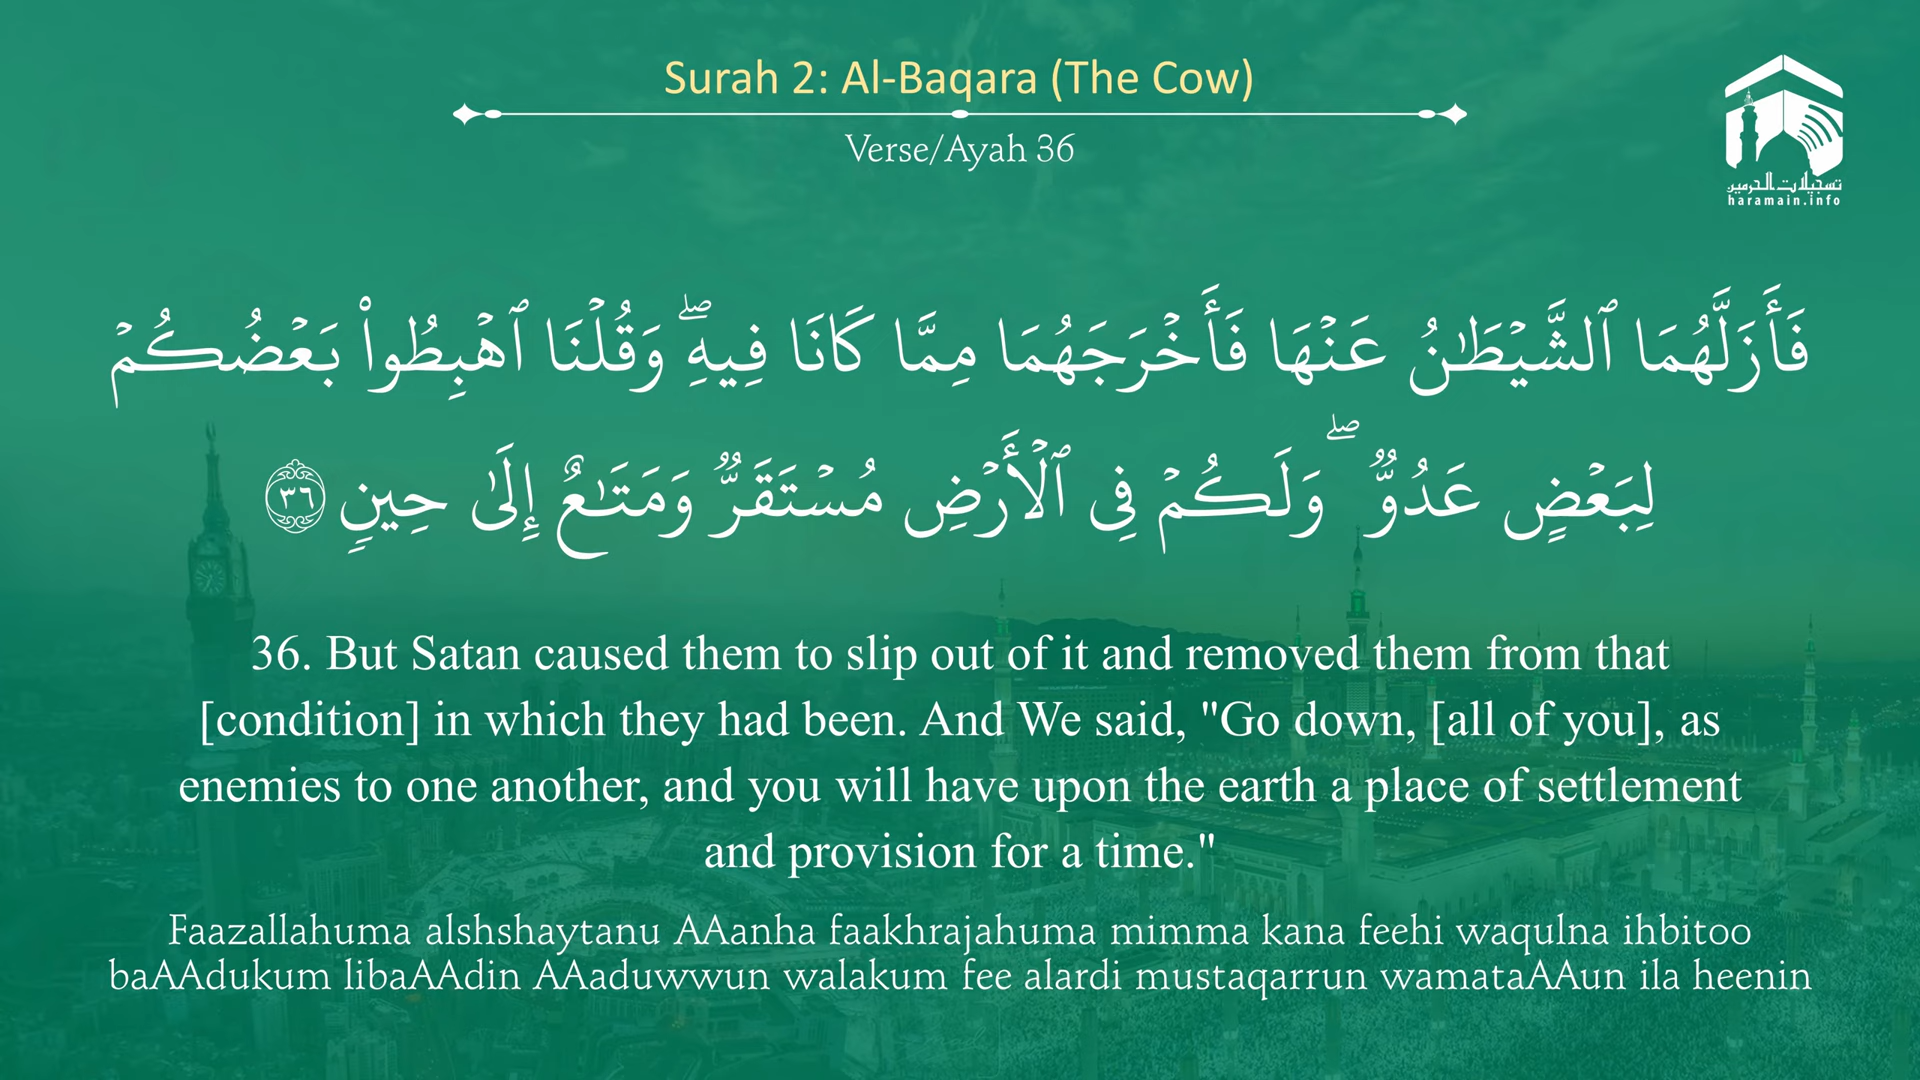 Surah 2: Al-Baqara (The Cow)
Verse/Ayah 36
تسجيلات الحرمين
haramain.info
فَأَزَلَّهُمَا ٱلشَّيْطَـٰنُ عَنْهَا فَأَخْرَجَهُمَا مِمَّا كَانَا فِيهِ ۖ وَقُلْنَا ٱهْبِطُوا۟ بَعْضُكُمْ
لِبَعْضٍ عَدُوٌّ ۖ وَلَكُمْ فِى ٱلْأَرْضِ مُسْتَقَرٌّ وَمَتَـٰعٌ إِلَىٰ حِينٍ ٣٦
36. But Satan caused them to slip out of it and removed them from that
[condition] in which they had been. And We said, "Go down, [all of you], as
enemies to one another, and you will have upon the earth a place of settlement
and provision for a time."
Faazallahuma alshshaytanu AAanha faakhrajahuma mimma kana feehi waqulna ihbitoo
baAAdukum libaAAdin AAaduwwun walakum fee alardi mustaqarrun wamataAAun ila heenin